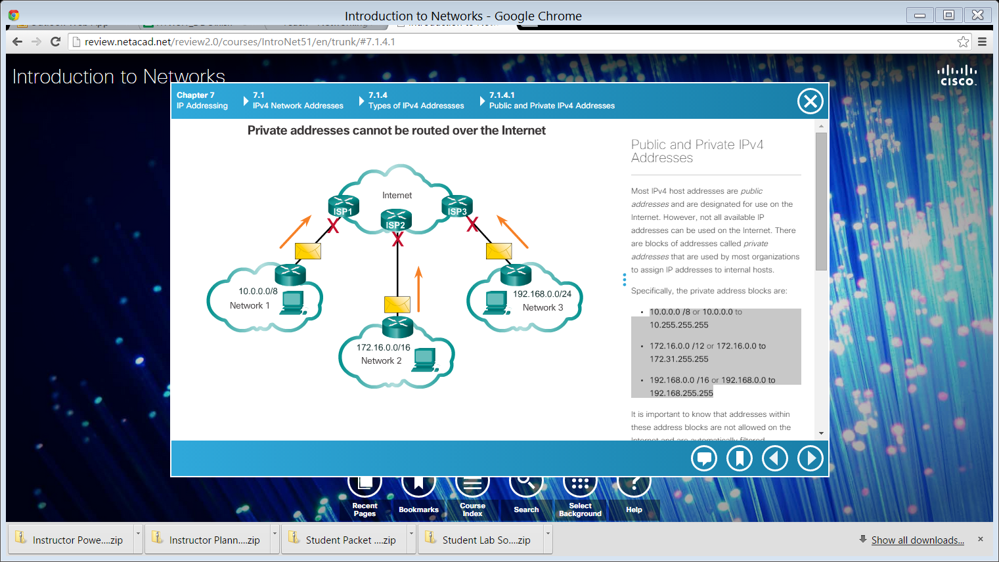 Introduction to Networks - Google Chrome
review.netacad.net/review2.0/courses/IntroNet51/en/trunk/#7.1.4.1
Introduction to Networks
CISCO.
Chapter 7
IP Addressing
7.1
IPv4 Network Addresses
7.1.4
Types of IPv4 Addressses
7.1.4.1
Public and Private IPv4 Addresses
Private addresses cannot be routed over the Internet
Internet
ISP1
ISP2
ISP3
X
X
X
10.0.0.0/8
Network 1
172.16.0.0/16
Network 2
192.168.0.0/24
Network 3
Public and Private IPv4
Addresses
Most IPv4 host addresses are public
addresses and are designated for use on the
Internet. However, not all available IP
addresses can be used on the Internet. There
are blocks of addresses called private
addresses that are used by most organizations
to assign IP addresses to internal hosts.
Specifically, the private address blocks are:
• 10.0.0.0 /8 or 10.0.0.0 to
10.255.255.255
• 172.16.0.0 /12 or 172.16.0.0 to
172.31.255.255
• 192.168.0.0 /16 or 192.168.0.0 to
192.168.255.255
It is important to know that addresses within
these address blocks are not allowed on the
Internet and are automatically filtered
Recent
Pages
Bookmarks
Course
Index
Search
Select
Background
?
Help
Instructor Powe....zip
Instructor Plann....zip
Student Packet ....zip
Student Lab So....zip
Show all downloads...